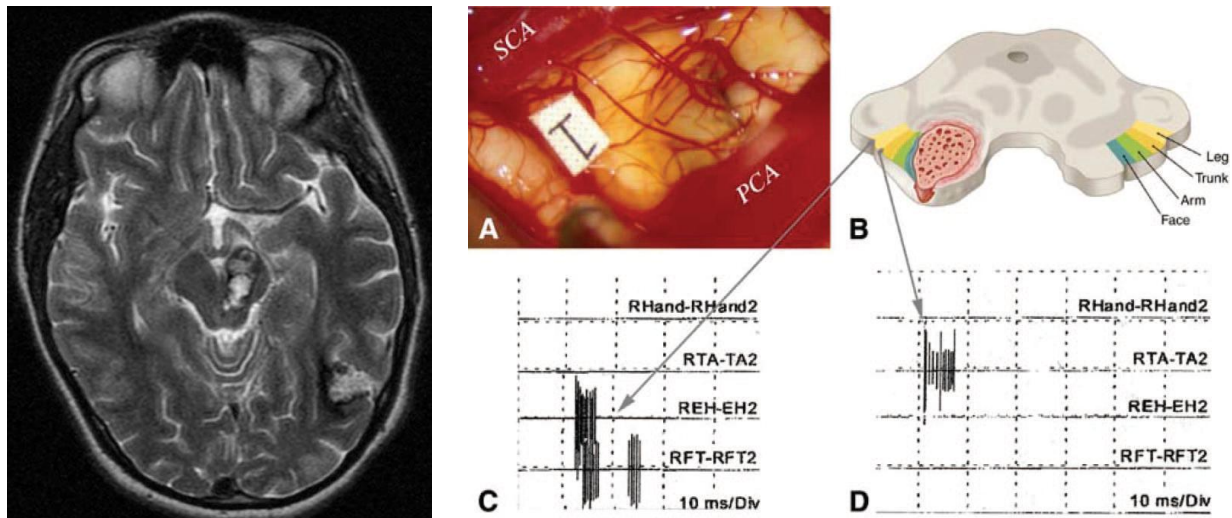 SCA
I
PCA
A
Leg
Trunk
Arm
Face
B
RHand-RHand2
RTA-TA2
REH-EH2
RFT-RFT2
C
10 ms/Div
RHand-RHand2
RTA-TA2
REH-EH2
RFT-RFT2
D
10 ms/Div